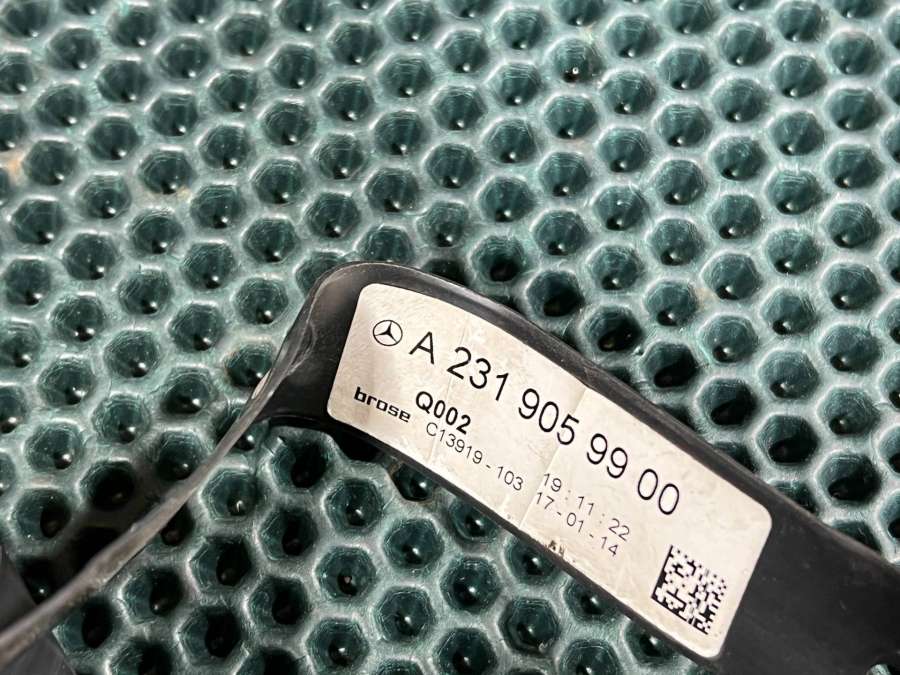 A 231 905 99 00
brose Q002
C13919-103
19:11:22
17-01-14